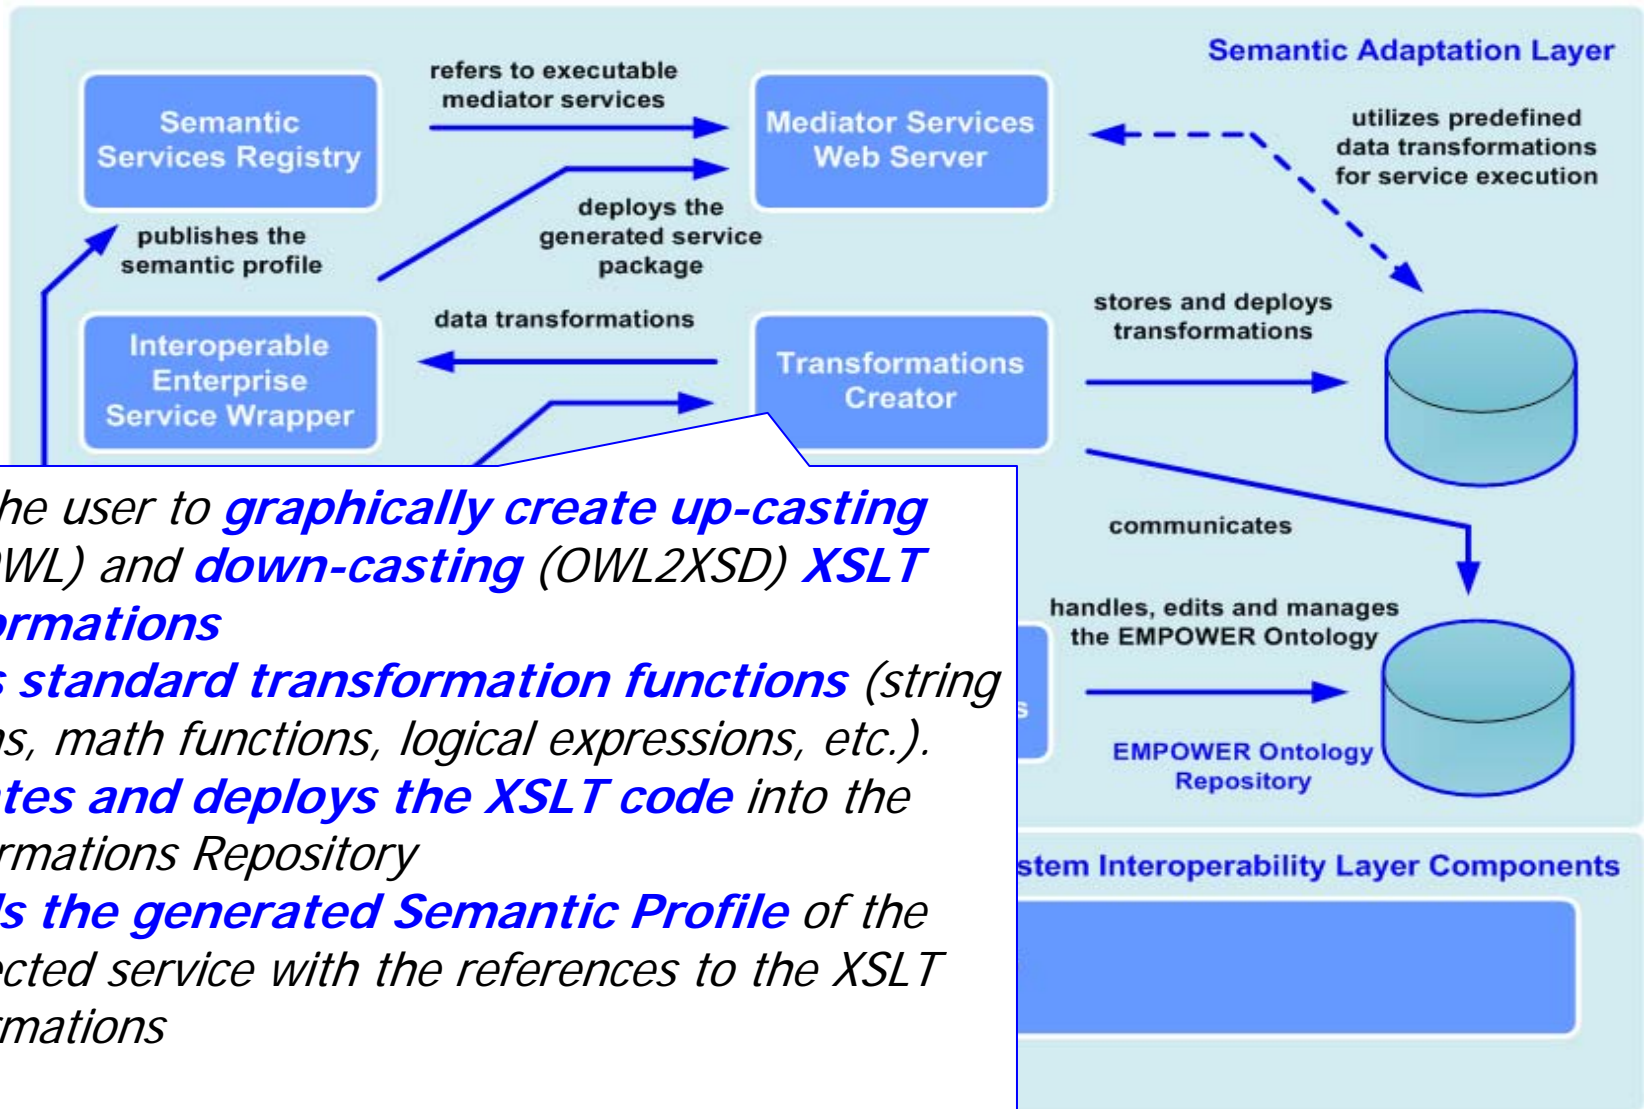 Semantic Adaptation Layer
refers to executable
mediator services
Semantic
Services Registry
Mediator Services
Web Server
utilizes predefined
data transformations
for service execution
publishes the
semantic profile
deploys the
generated service
package
Interoperable
Enterprise
Service Wrapper
data transformations
Transformations
Creator
stores and deploys
transformations
communicates
he user to graphically create up-casting
WL) and down-casting (OWL2XSD) XSLT
ormations
s standard transformation functions (string
ns, math functions, logical expressions, etc.).
ates and deploys the XSLT code into the
rmations Repository
ds the generated Semantic Profile of the
ected service with the references to the XSLT
rmations
handles, edits and manages
the EMPOWER Ontology
s
EMPOWER Ontology
Repository
stem Interoperability Layer Components